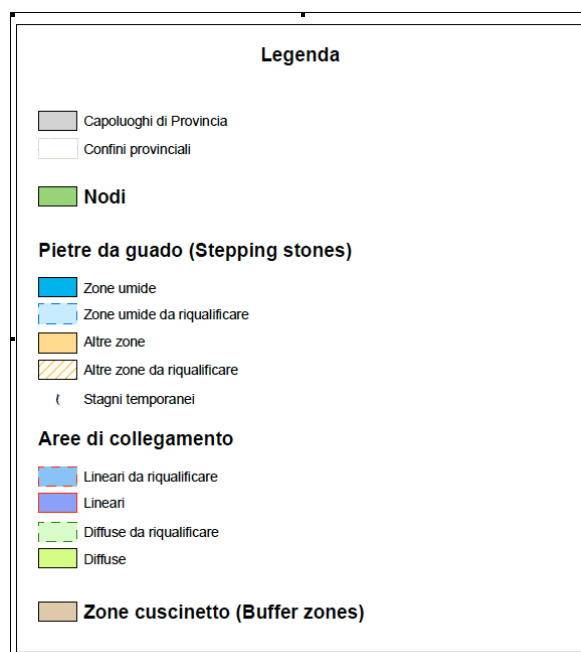 Legenda
Capoluoghi di Provincia
Confini provinciali
Nodi
Pietre da guado (Stepping stones)
Zone umide
Zone umide da riqualificare
Altre zone
Altre zone da riqualificare
Stagni temporanei
Aree di collegamento
Lineari da riqualificare
Lineari
Diffuse da riqualificare
Diffuse
Zone cuscinetto (Buffer zones)